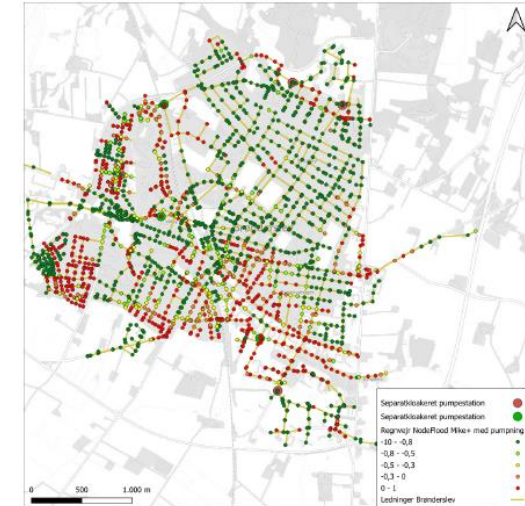 Separatkloakeret pumpestation
Separatkloakeret pumpestation
Regnvejr NodeFlood Mike+ med pumpning
-10 - -0,8
-0,8 - -0,5
-0,5 - -0,3
-0,3 - 0
0 - 1
Ledninger Brønderslev
0 500 1.000 m